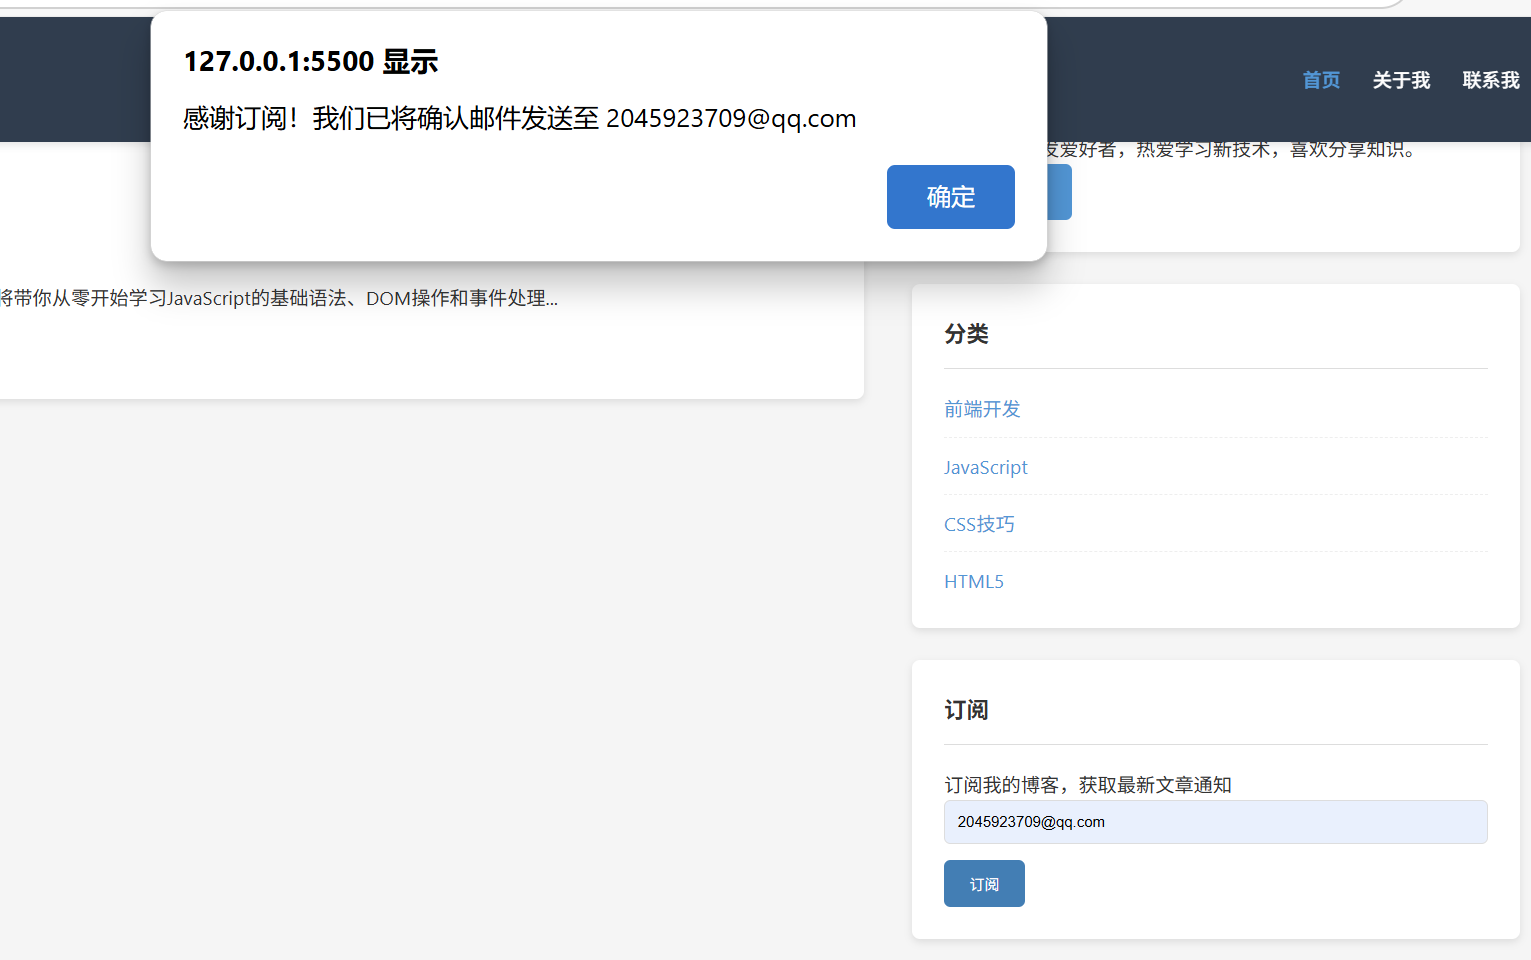 127.0.0.1:5500 显示
感谢订阅！我们已将确认邮件发送至 2045923709@qq.com
确定
首页 关于我 联系我
爱好者，热爱学习新技术，喜欢分享知识。
将带你从零开始学习JavaScript的基础语法、DOM操作和事件处理...
分类
前端开发
JavaScript
CSS技巧
HTML5
订阅
订阅我的博客，获取最新文章通知
2045923709@qq.com
订阅